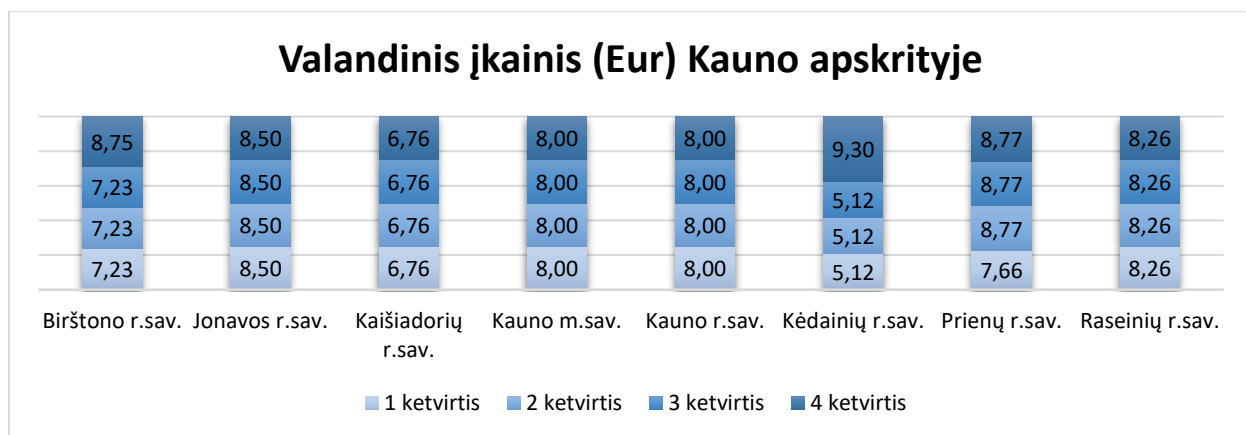 Valandinis įkainis (Eur) Kauno apskrityje
8,75 8,50 6,76 8,00 8,00 9,30 8,77 8,26
7,23 8,50 6,76 8,00 8,00 5,12 8,77 8,26
7,23 8,50 6,76 8,00 8,00 5,12 8,77 8,26
7,23 8,50 6,76 8,00 8,00 5,12 7,66 8,26
Birštono r.sav. Jonavos r.sav. Kaišiadorių Kauno m.sav. Kauno r.sav. Kėdainių r.sav. Prienų r.sav. Raseinių r.sav.
r.sav.
1 ketvirtis 2 ketvirtis 3 ketvirtis 4 ketvirtis